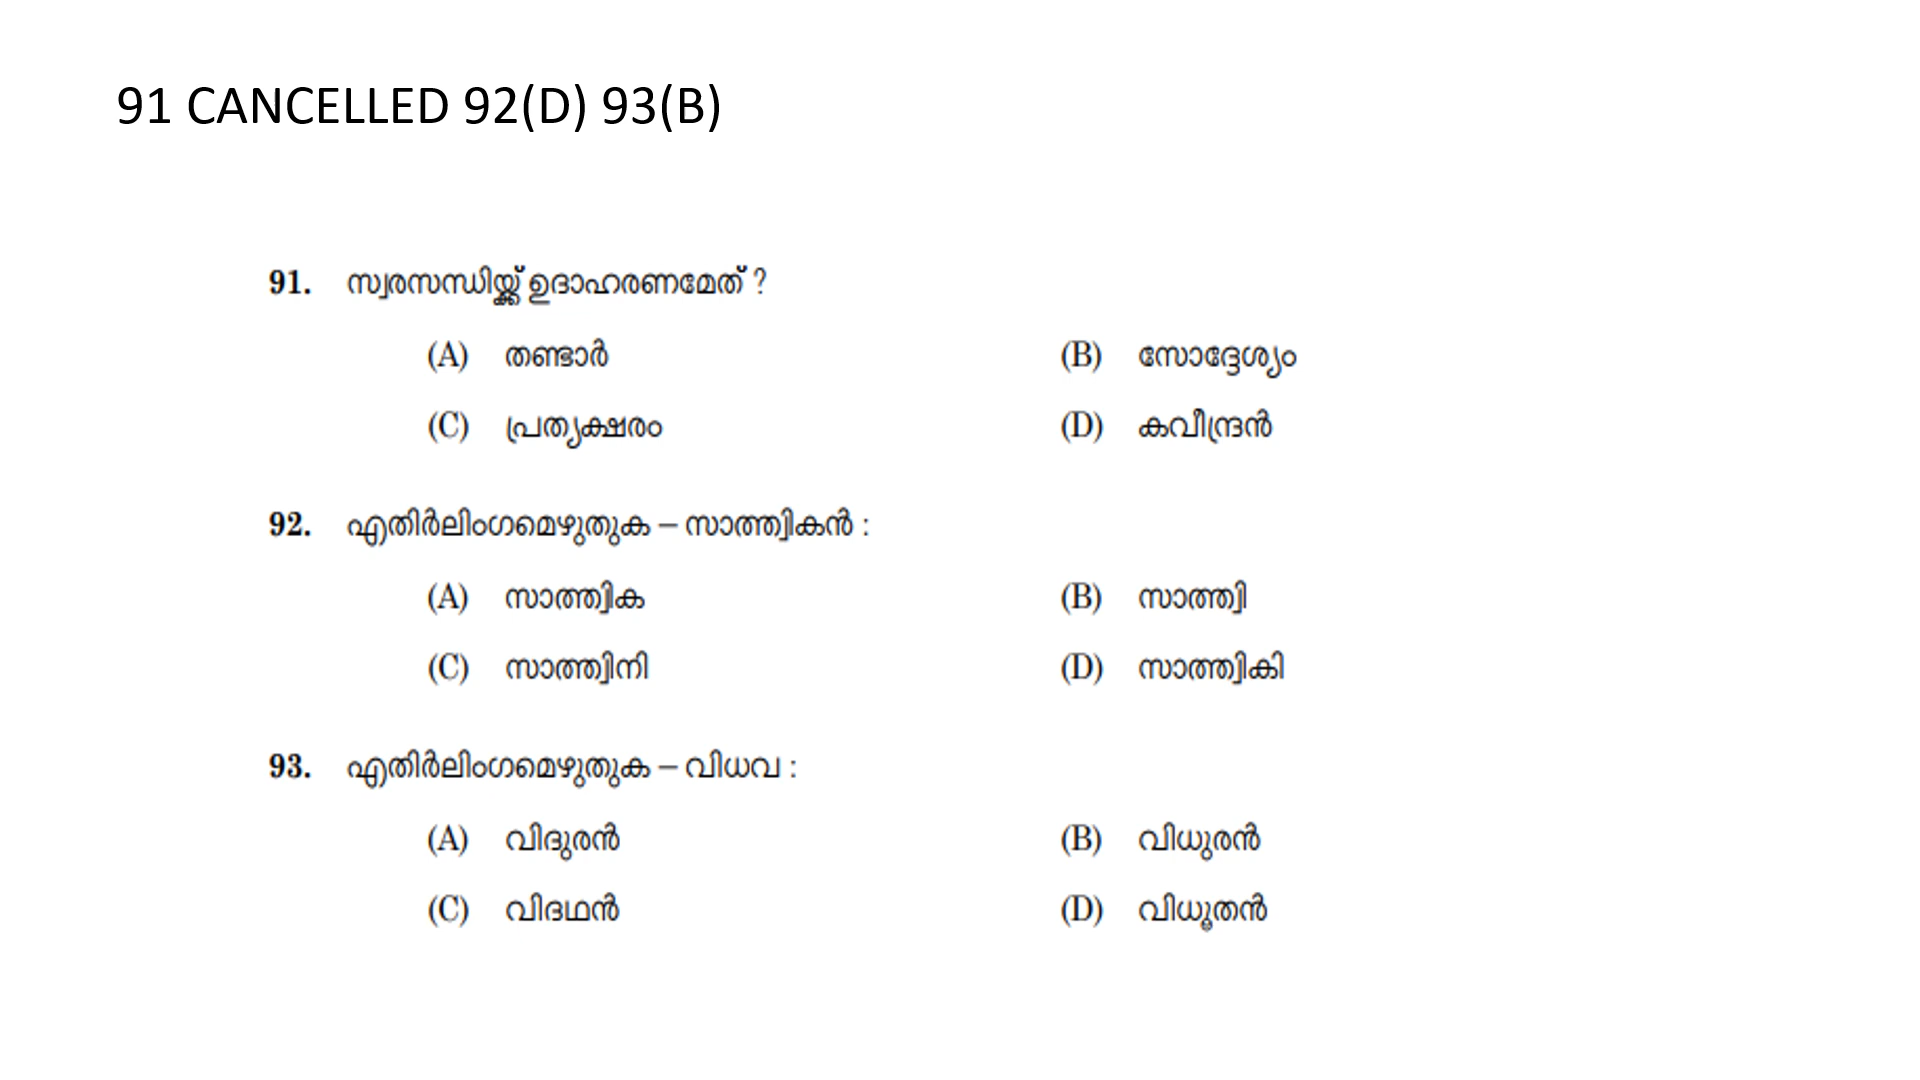 91 CANCELLED 92(D) 93(B)
91. സ്വരസന്ധിയ്ക്ക് ഉദാഹരണമേത് ?
(A) തണ്ടാർ (B) സോദ്ദേശ്യം
(C) പ്രത്യക്ഷരം (D) കവീന്ദ്രൻ
92. എതിർലിംഗമെഴുതുക – സാത്ത്വികൻ :
(A) സാത്ത്വിക (B) സാത്ത്വി
(C) സാത്ത്വിനി (D) സാത്ത്വികി
93. എതിർലിംഗമെഴുതുക – വിധവ :
(A) വിദുരൻ (B) വിധുരൻ
(C) വിദഥൻ (D) വിധൂതൻ